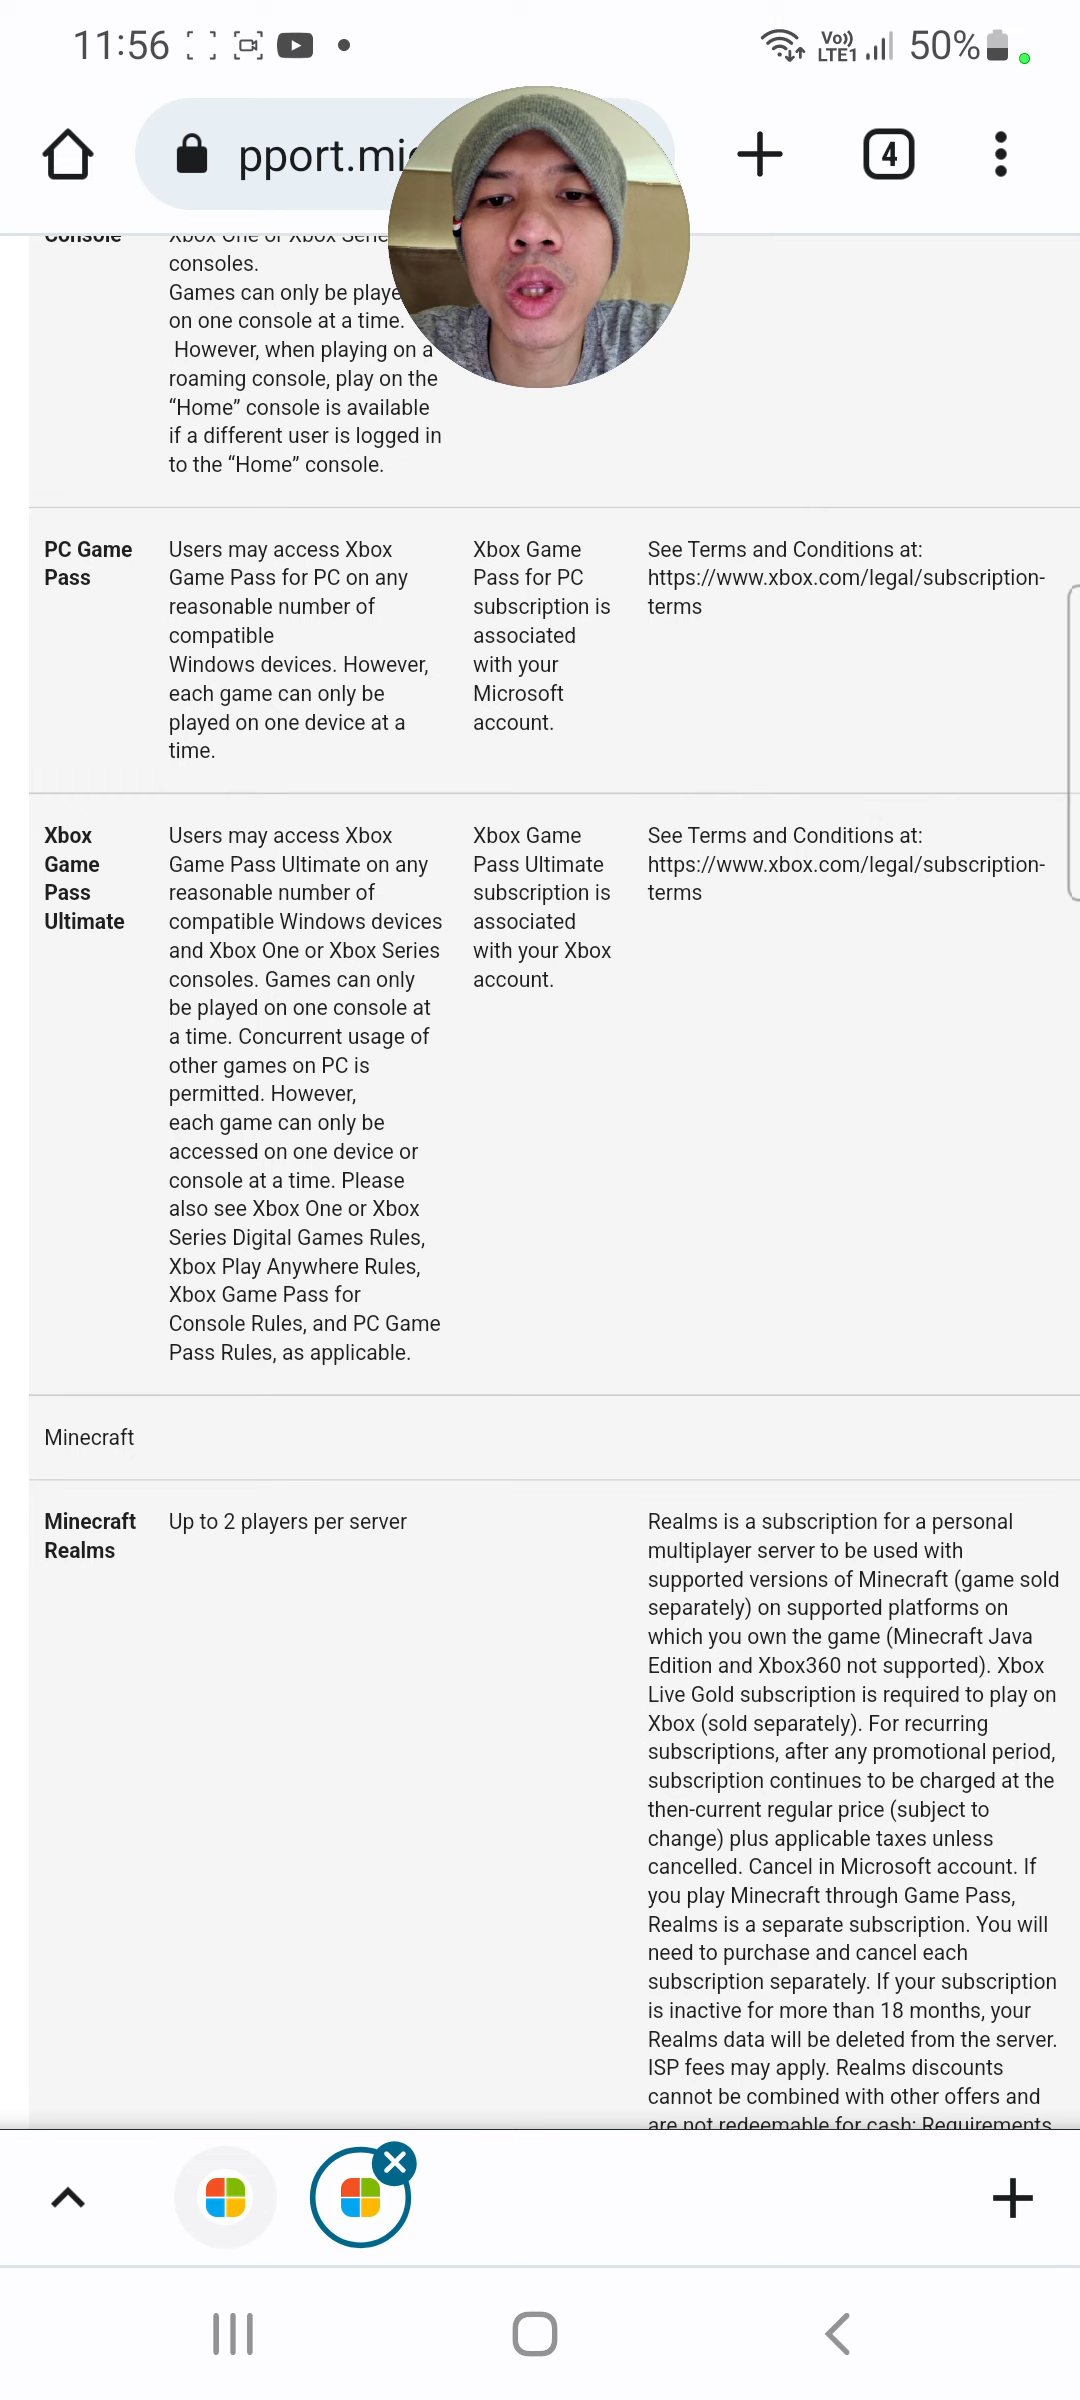 11:56
Vo))
LTE1
50%
pport.mi
4
Console
Xbox One or Xbox Serie
consoles.
Games can only be playe
on one console at a time.
However, when playing on a
roaming console, play on the
“Home” console is available
if a different user is logged in
to the “Home” console.
PC Game
Pass
Users may access Xbox
Game Pass for PC on any
reasonable number of
compatible
Windows devices. However,
each game can only be
played on one device at a
time.
Xbox Game
Pass for PC
subscription is
associated
with your
Microsoft
account.
See Terms and Conditions at:
https://www.xbox.com/legal/subscription-
terms
Xbox
Game
Pass
Ultimate
Users may access Xbox
Game Pass Ultimate on any
reasonable number of
compatible Windows devices
and Xbox One or Xbox Series
consoles. Games can only
be played on one console at
a time. Concurrent usage of
other games on PC is
permitted. However,
each game can only be
accessed on one device or
console at a time. Please
also see Xbox One or Xbox
Series Digital Games Rules,
Xbox Play Anywhere Rules,
Xbox Game Pass for
Console Rules, and PC Game
Pass Rules, as applicable.
Xbox Game
Pass Ultimate
subscription is
associated
with your Xbox
account.
See Terms and Conditions at:
https://www.xbox.com/legal/subscription-
terms
Minecraft
Minecraft
Realms
Up to 2 players per server
Realms is a subscription for a personal
multiplayer server to be used with
supported versions of Minecraft (game sold
separately) on supported platforms on
which you own the game (Minecraft Java
Edition and Xbox360 not supported). Xbox
Live Gold subscription is required to play on
Xbox (sold separately). For recurring
subscriptions, after any promotional period,
subscription continues to be charged at the
then-current regular price (subject to
change) plus applicable taxes unless
cancelled. Cancel in Microsoft account. If
you play Minecraft through Game Pass,
Realms is a separate subscription. You will
need to purchase and cancel each
subscription separately. If your subscription
is inactive for more than 18 months, your
Realms data will be deleted from the server.
ISP fees may apply. Realms discounts
cannot be combined with other offers and
are not redeemable for cash; Requirements